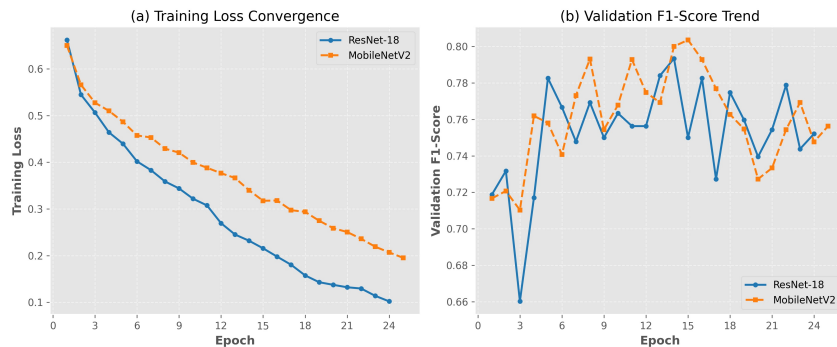 (a) Training Loss Convergence
ResNet-18
MobileNetV2
Training Loss
0.6
0.5
0.4
0.3
0.2
0.1
0 3 6 9 12 15 18 21 24
Epoch
(b) Validation F1-Score Trend
Validation F1-Score
0.80
0.78
0.76
0.74
0.72
0.70
0.68
0.66
ResNet-18
MobileNetV2
0 3 6 9 12 15 18 21 24
Epoch